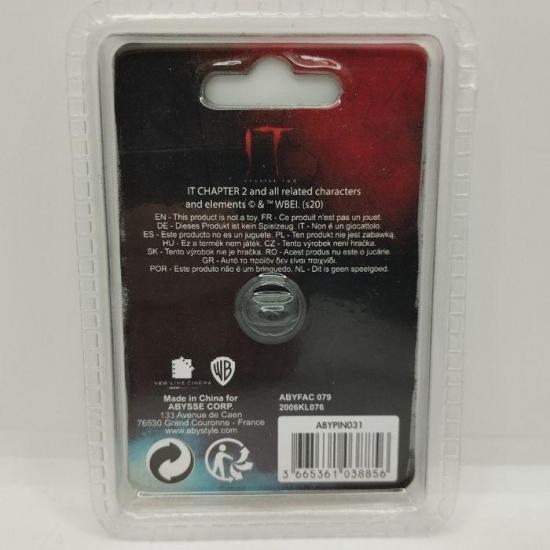 IT
CHAPTER TWO
IT CHAPTER 2 and all related characters
and elements © & ™ WBEI. (s20)
EN - This product is not a toy. FR - Ce produit n'est pas un jouet.
DE - Dieses Produkt ist kein Spielzeug. IT - Non é un giocattolo.
ES - Este producto no es un juguete. PL - Ten produkt nie jest zabawką.
HU - Ez a termék nem játék. CZ - Tento výrobek není hračka.
SK - Tento výrobok nie je hračka. RO - Acest produs nu este o jucărie.
GR - Αυτό το προϊόν δεν είναι παιχνίδι.
POR - Este produto não é um brinquedo. NL - Dit is geen speelgoed.
NEW LINE CINEMA
WB
Made in China for
ABYSSE CORP.
133 Avenue de Caen
76530 Grand Couronne - France
www.abystyle.com
ABYFAC 079
2006KL076
ABYPIN031
3 665361 038856